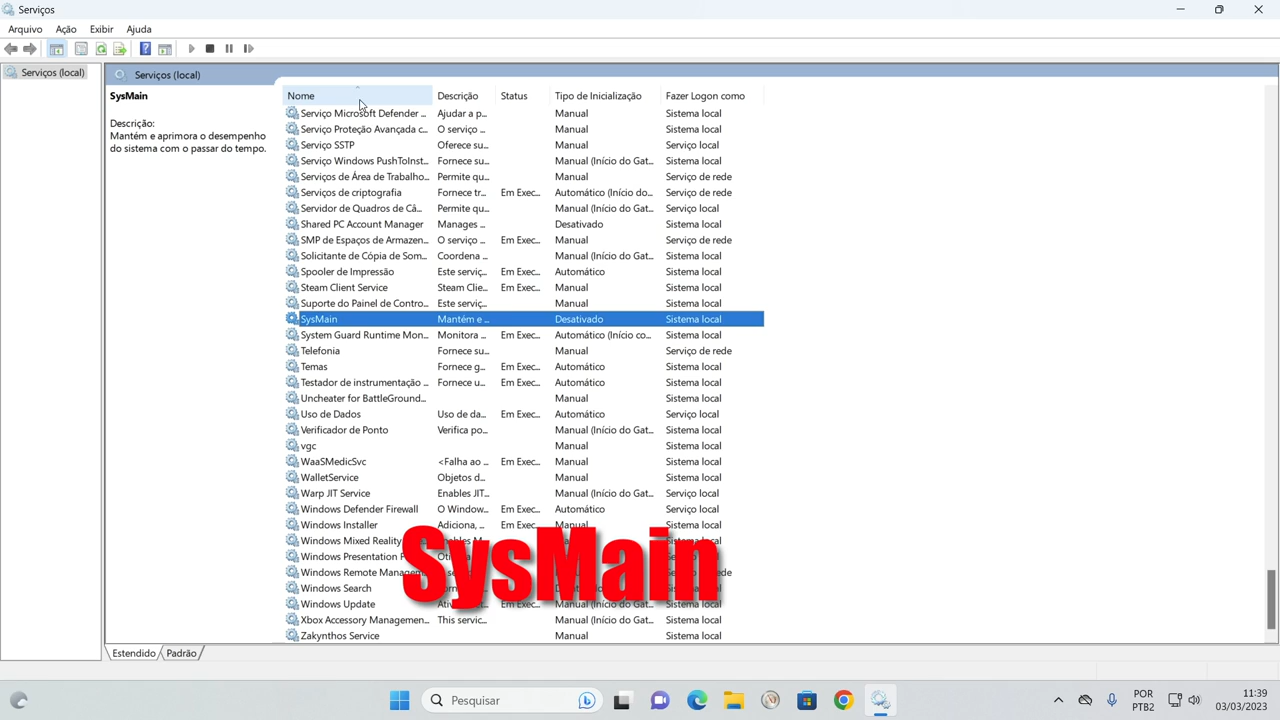 Serviços
Arquivo Ação Exibir Ajuda
Serviços (local)
Serviços (local)
SysMain
Descrição:
Mantém e aprimora o desempenho
do sistema com o passar do tempo.
Nome Descrição Status Tipo de Inicialização Fazer Logon como
Serviço Microsoft Defender ... Ajudar a p... Manual Sistema local
Serviço Proteção Avançada c... O serviço ... Manual Sistema local
Serviço SSTP Oferece su... Manual Serviço local
Serviço Windows PushToInst... Fornece su... Manual (Início do Gat... Sistema local
Serviços de Área de Trabalho... Permite qu... Manual Serviço de rede
Serviços de criptografia Fornece tr... Em Exec... Automático (Início do... Serviço de rede
Servidor de Quadros de Câ... Permite qu... Manual (Início do Gat... Serviço local
Shared PC Account Manager Manages ... Desativado Sistema local
SMP de Espaços de Armazen... O serviço ... Em Exec... Manual Serviço de rede
Solicitante de Cópia de Som... Coordena ... Manual (Início do Gat... Sistema local
Spooler de Impressão Este serviç... Em Exec... Automático Sistema local
Steam Client Service Steam Clie... Em Exec... Manual Sistema local
Suporte do Painel de Contro... Este serviç... Manual Sistema local
SysMain Mantém e ... Desativado Sistema local
System Guard Runtime Mon... Monitora ... Em Exec... Automático (Início co... Sistema local
Telefonia Fornece su... Manual Serviço de rede
Temas Fornece g... Em Exec... Automático Sistema local
Testador de instrumentação ... Fornece u... Em Exec... Manual Sistema local
Uncheater for BattleGround... Manual Sistema local
Uso de Dados Uso de da... Em Exec... Automático Serviço local
Verificador de Ponto Verifica po... Manual (Início do Gat... Sistema local
vgc Manual Sistema local
WaaSMedicSvc <Falha ao ... Em Exec... Manual Sistema local
WalletService Objetos d... Manual Sistema local
Warp JIT Service Enables JIT... Manual (Início do Gat... Serviço local
Windows Defender Firewall O Window... Em Exec... Automático Serviço local
Windows Installer Adiciona, ... Em Exec... Manual Sistema local
Windows Mixed Reality Manual Sistema local
Windows Presentation
Windows Remote Managem... rede
Windows Search Sistema local
Windows Update Em Exec... Manual Sistema local
SysMain
Xbox Accessory Managemen... This servic... Manual (Início do Gat... Sistema local
Zakynthos Service Manual Sistema local
Estendido Padrão
Pesquisar
POR
PTB2
11:39
03/03/2023